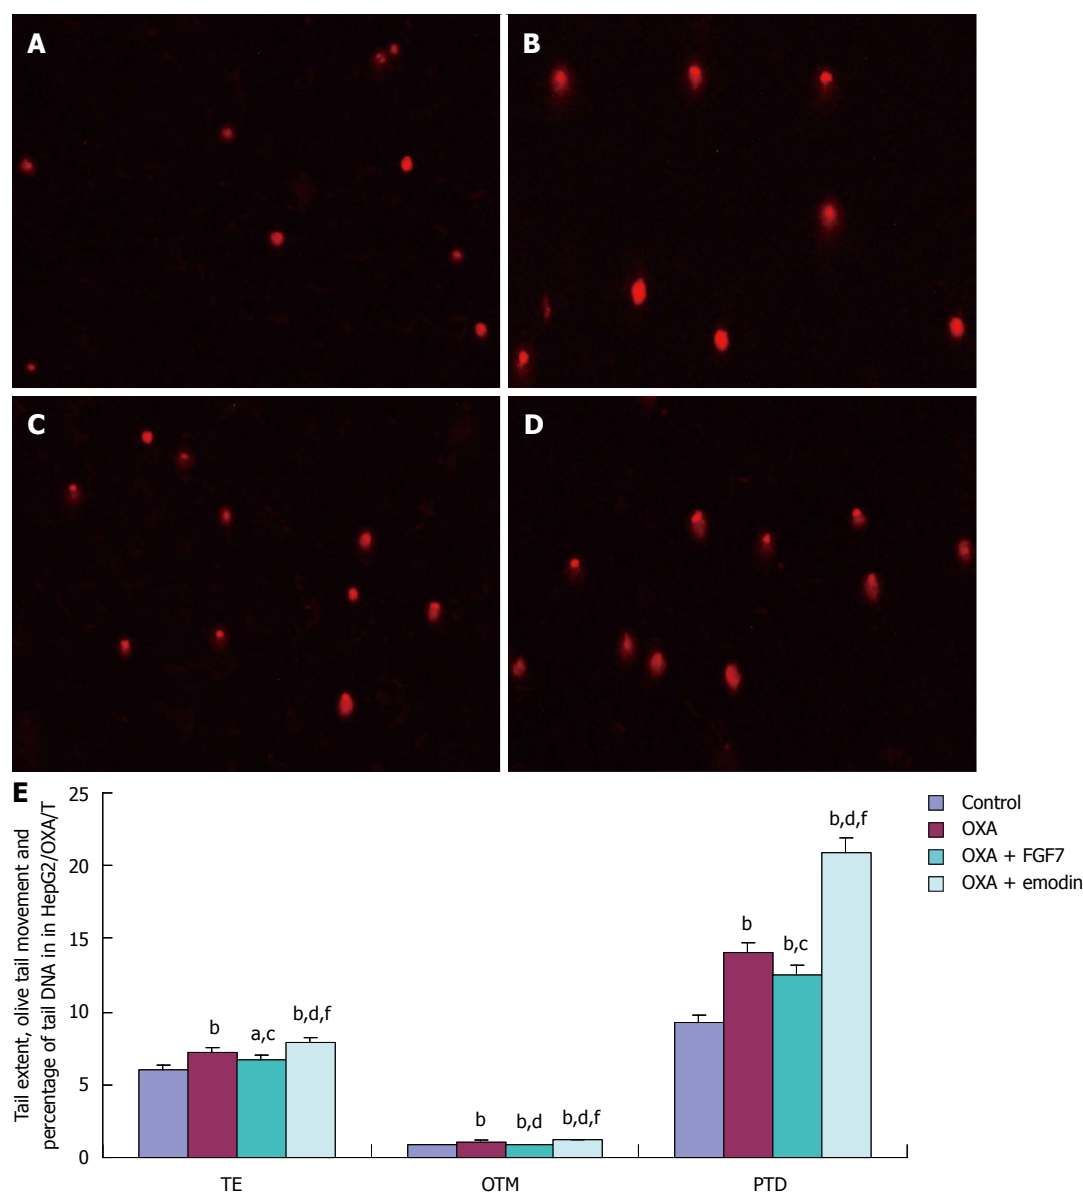 A
B
C
D
E
Tail extent, olive tail movement and
percentage of tail DNA in in HepG2/OXA/T
25
20
15
10
5
0
b
a,c
b,d,f
b
b,d
b,d,f
b
b,c
b,d,f
TE
OTM
PTD
Control
OXA
OXA + FGF7
OXA + emodin